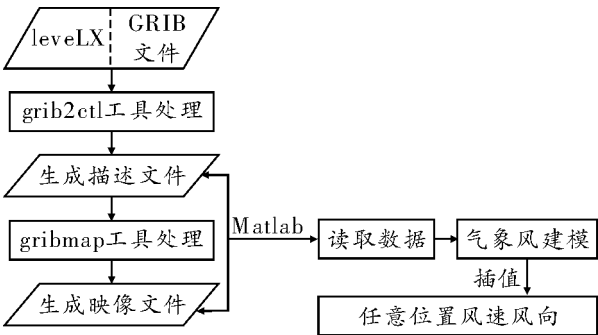 leveLX
GRIB
文件
grib2ctl工具处理
生成描述文件
gribmap工具处理
生成映像文件
Matlab
读取数据
气象风建模
插值
任意位置风速风向